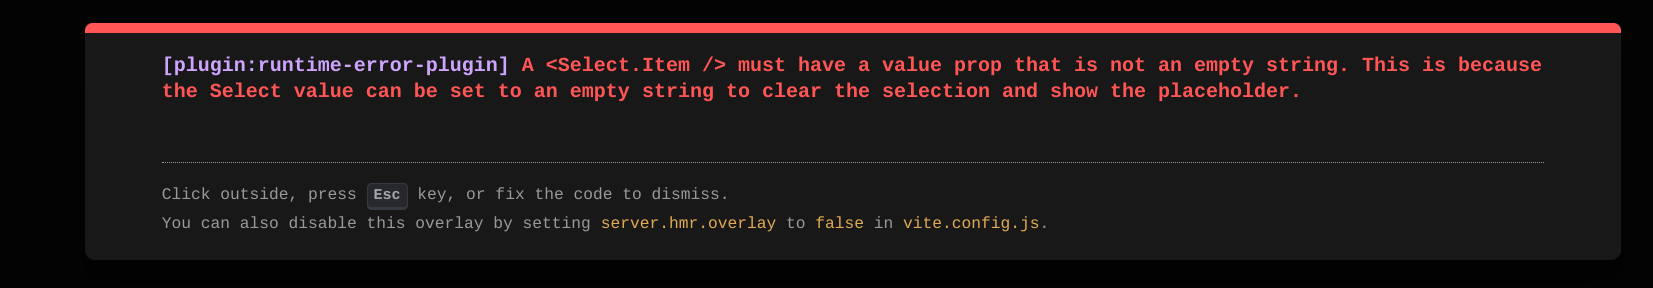 [plugin:runtime-error-plugin] A <Select.Item /> must have a value prop that is not an empty string. This is because
the Select value can be set to an empty string to clear the selection and show the placeholder.
Click outside, press Esc key, or fix the code to dismiss.
You can also disable this overlay by setting server.hmr.overlay to false in vite.config.js.